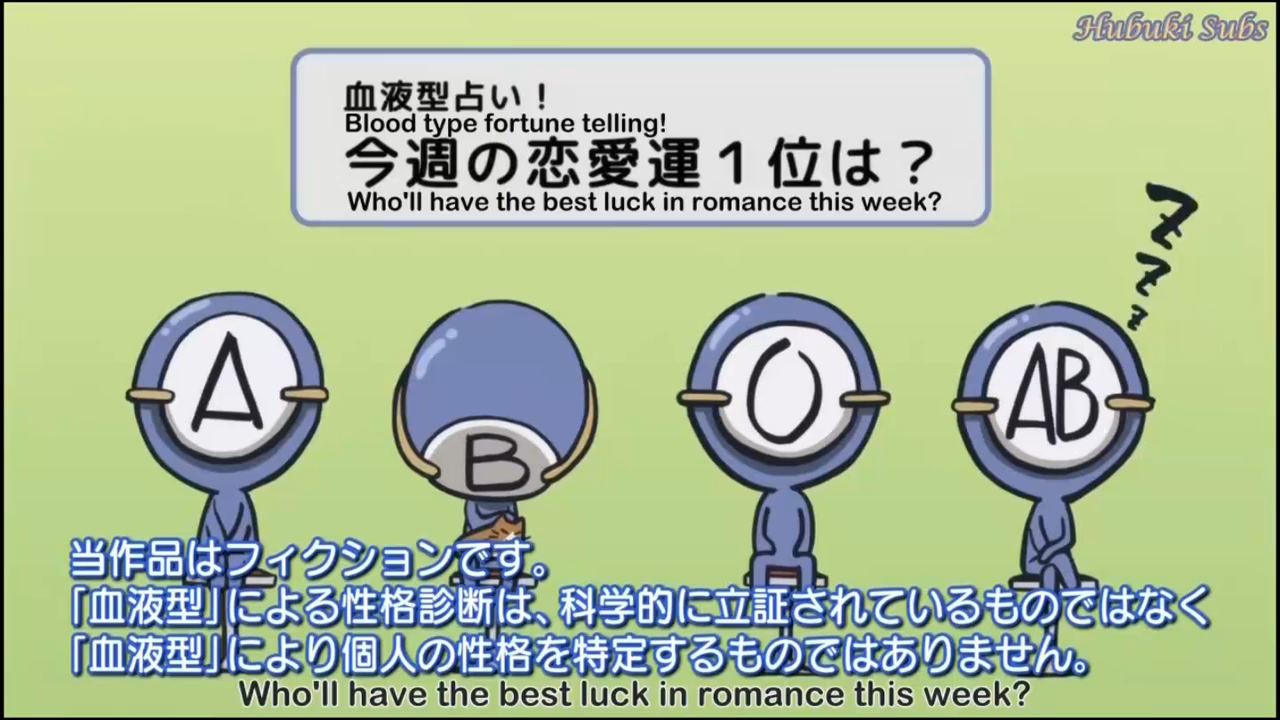 Hubuki Subs
血液型占い！
Blood type fortune telling!
今週の恋愛運１位は？
Who'll have the best luck in romance this week?
Z
Z
Z
A
B
O
AB
当作品はフィクションです。
「血液型」による性格診断は、科学的に立証されているものではなく
「血液型」により個人の性格を特定するものではありません。
Who'll have the best luck in romance this week?